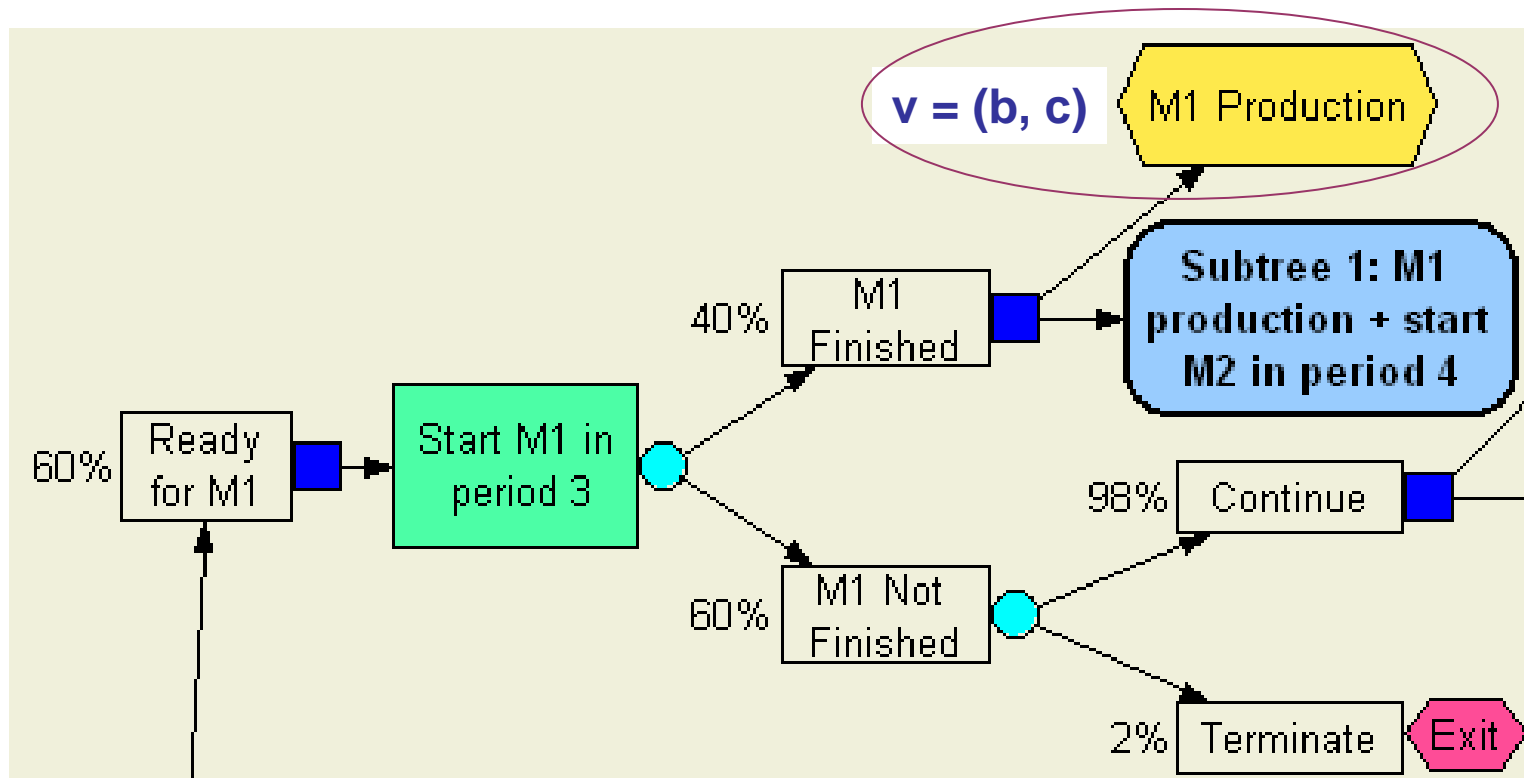 v = (b, c)
M1 Production
Subtree 1: M1
production + start
M2 in period 4
40%
M1
Finished
60%
Ready
for M1
Start M1 in
period 3
98%
Continue
60%
M1 Not
Finished
2%
Terminate
Exit